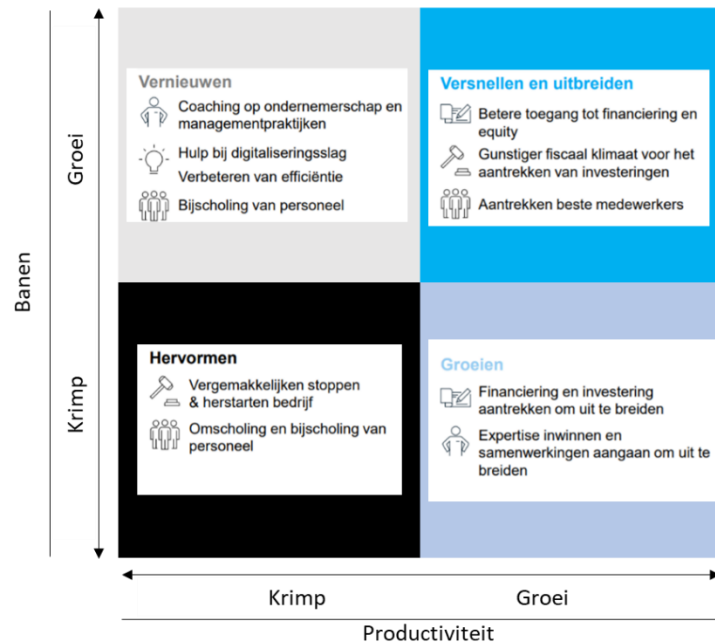 Vernieuwen
Coaching op ondernemerschap en
managementpraktijken
Hulp bij digitaliseringsslag
Verbeteren van efficiëntie
Bijscholing van personeel
Versnellen en uitbreiden
Betere toegang tot financiering en
equity
Gunstiger fiscaal klimaat voor het
aantrekken van investeringen
Aantrekken beste medewerkers
Groei
Banen
Krimp
Hervormen
Vergemakkelijken stoppen
& herstarten bedrijf
Omscholing en bijscholing van
personeel
Groeien
Financiering en investering
aantrekken om uit te breiden
Expertise inwinnen en
samenwerkingen aangaan om uit te
breiden
Krimp
Groei
Productiviteit